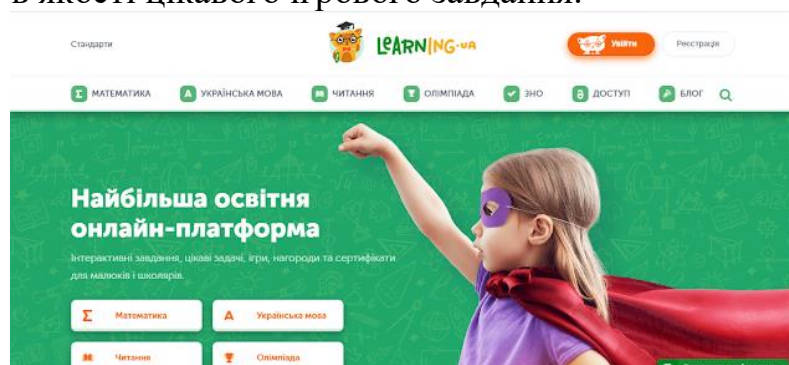 в якості цікавого ігрового завдання.
Стандарти
LeARNING·UA
Увійти
Реєстрація
МАТЕМАТИКА
УКРАЇНСЬКА МОВА
ЧИТАННЯ
ОЛІМПІАДА
ЗНО
ДОСТУП
БЛОГ
Найбільша освітня
онлайн-платформа
Інтерактивні завдання, цікаві задачі, ігри, нагороди та сертифікати
для малюків і школярів.
Математика
Українська мова
Читання
Олімпіада